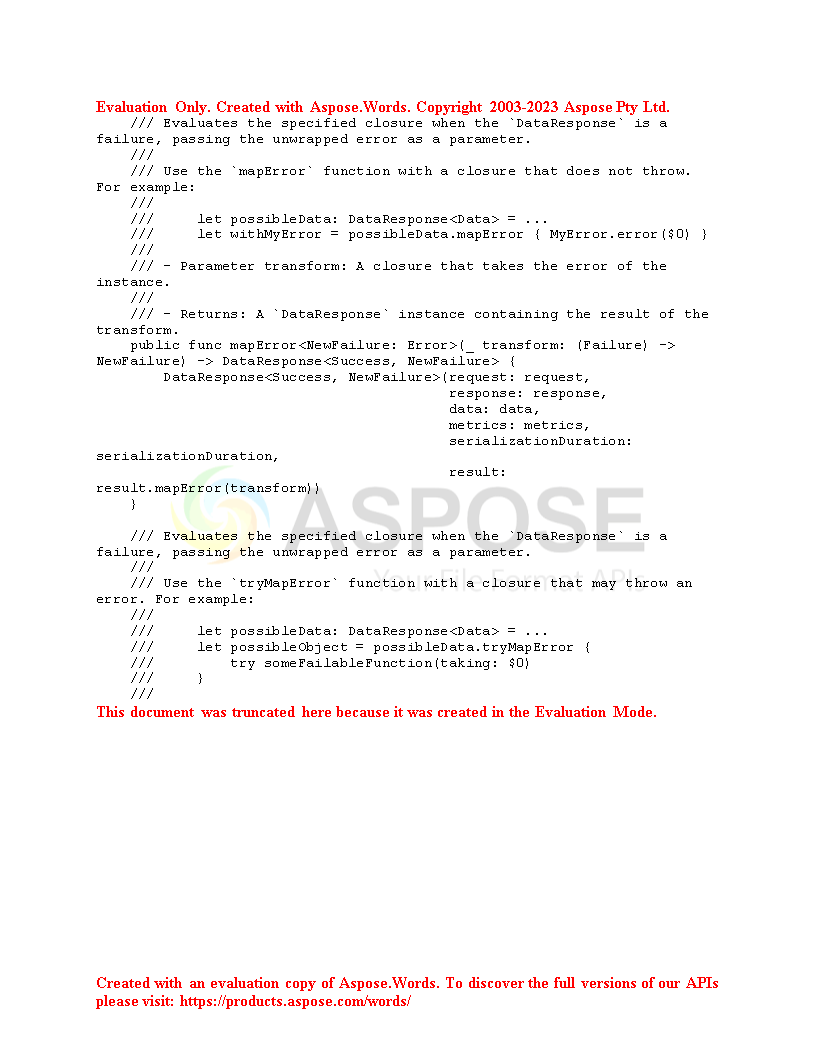 Evaluation Only. Created with Aspose.Words. Copyright 2003-2023 Aspose Pty Ltd.
    /// Evaluates the specified closure when the `DataResponse` is a
failure, passing the unwrapped error as a parameter.
    ///
    /// Use the `mapError` function with a closure that does not throw.
For example:
    ///
    ///     let possibleData: DataResponse<Data> = ...
    ///     let withMyError = possibleData.mapError { MyError.error($0) }
    ///
    /// - Parameter transform: A closure that takes the error of the
instance.
    ///
    /// - Returns: A `DataResponse` instance containing the result of the
transform.
    public func mapError<NewFailure: Error>(_ transform: (Failure) ->
NewFailure) -> DataResponse<Success, NewFailure> {
        DataResponse<Success, NewFailure>(request: request,
                                          response: response,
                                          data: data,
                                          metrics: metrics,
                                          serializationDuration:
serializationDuration,
                                          result:
result.mapError(transform))
    }
ASPOSE
Your File Format APIs
    /// Evaluates the specified closure when the `DataResponse` is a
failure, passing the unwrapped error as a parameter.
    ///
    /// Use the `tryMapError` function with a closure that may throw an
error. For example:
    ///
    ///     let possibleData: DataResponse<Data> = ...
    ///     let possibleObject = possibleData.tryMapError {
    ///         try someFailableFunction(taking: $0)
    ///     }
    ///
This document was truncated here because it was created in the Evaluation Mode.
Created with an evaluation copy of Aspose.Words. To discover the full versions of our APIs
please visit: https://products.aspose.com/words/